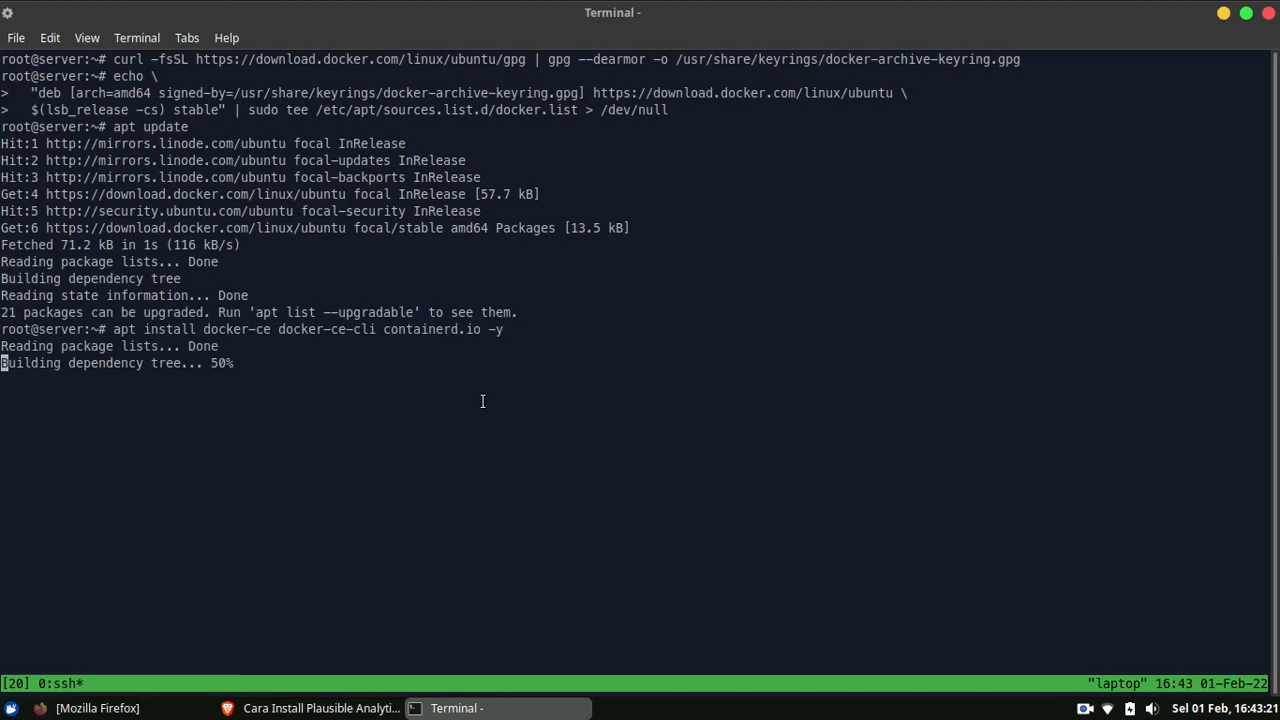 Terminal -
File Edit View Terminal Tabs Help
root@server:~# curl -fsSL https://download.docker.com/linux/ubuntu/gpg | gpg --dearmor -o /usr/share/keyrings/docker-archive-keyring.gpg
root@server:~# echo \
>   "deb [arch=amd64 signed-by=/usr/share/keyrings/docker-archive-keyring.gpg] https://download.docker.com/linux/ubuntu \
>   $(lsb_release -cs) stable" | sudo tee /etc/apt/sources.list.d/docker.list > /dev/null
root@server:~# apt update
Hit:1 http://mirrors.linode.com/ubuntu focal InRelease
Hit:2 http://mirrors.linode.com/ubuntu focal-updates InRelease
Hit:3 http://mirrors.linode.com/ubuntu focal-backports InRelease
Get:4 https://download.docker.com/linux/ubuntu focal InRelease [57.7 kB]
Hit:5 http://security.ubuntu.com/ubuntu focal-security InRelease
Get:6 https://download.docker.com/linux/ubuntu focal/stable amd64 Packages [13.5 kB]
Fetched 71.2 kB in 1s (116 kB/s)
Reading package lists... Done
Building dependency tree
Reading state information... Done
21 packages can be upgraded. Run 'apt list --upgradable' to see them.
root@server:~# apt install docker-ce docker-ce-cli containerd.io -y
Reading package lists... Done
Building dependency tree... 50%
[20] 0:ssh* "laptop" 16:43 01-Feb-22
[Mozilla Firefox] Cara Install Plausible Analyti... Terminal - Sel 01 Feb, 16:43:21